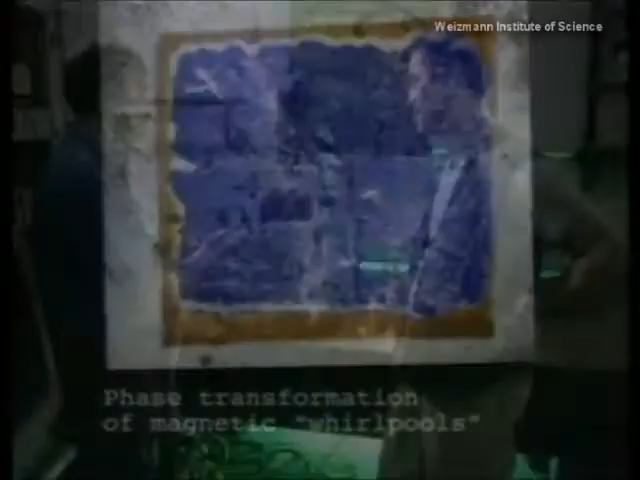 Weizmann Institute of Science
Phase transformation
of magnetic "whirlpools"